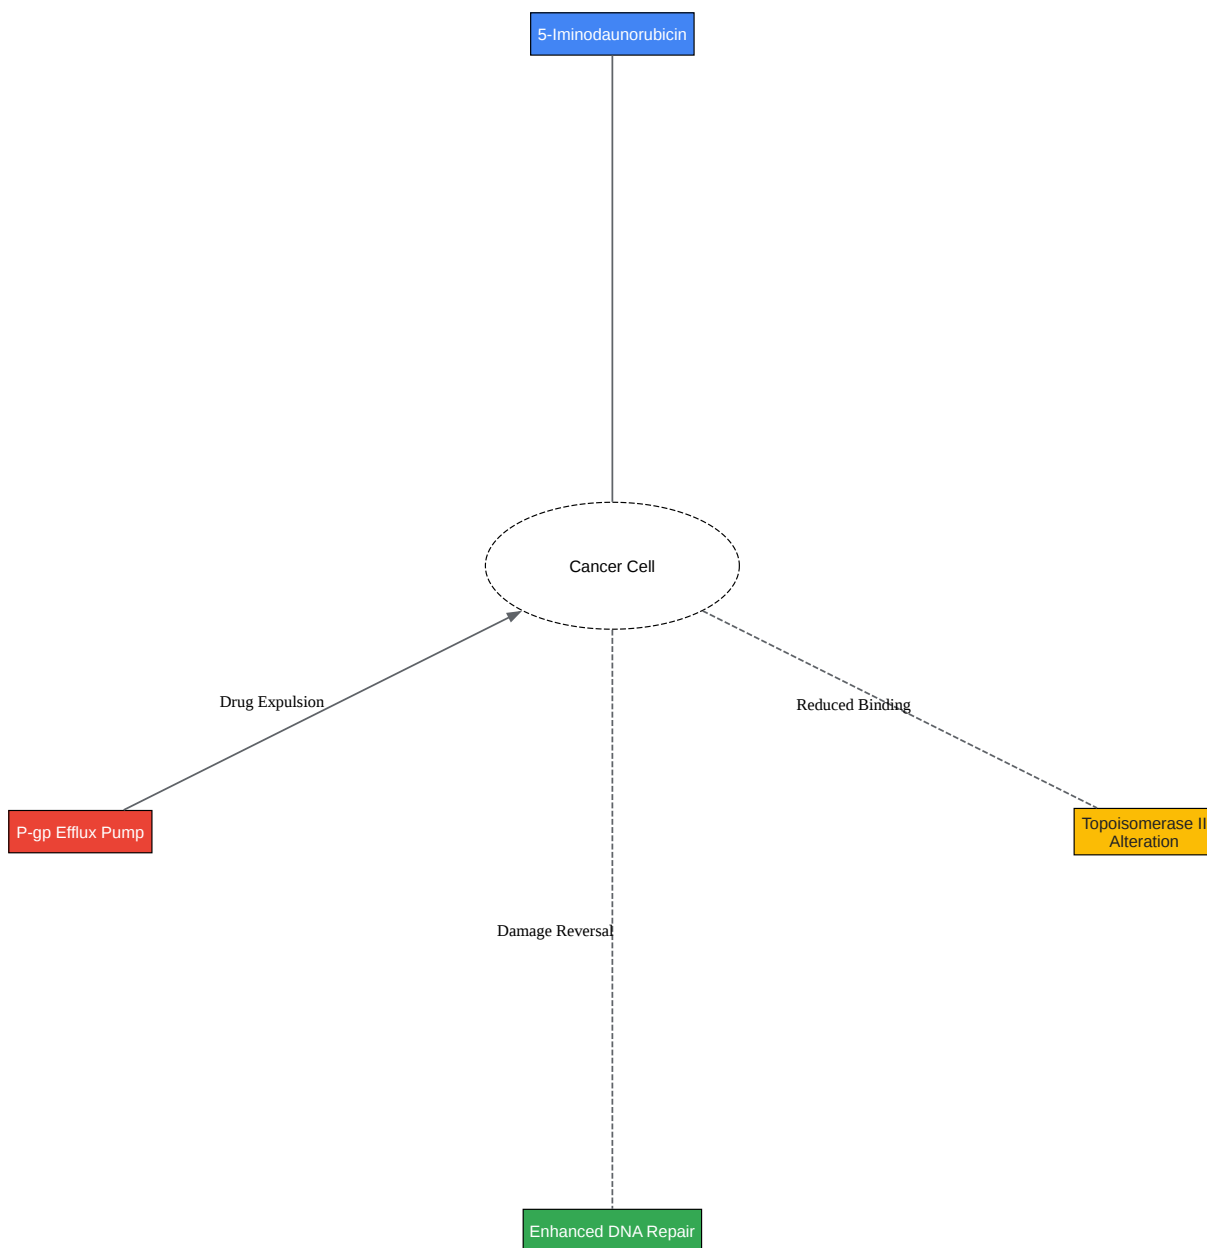 5-Iminodaunorubicin
Cancer Cell
Drug Expulsion
Reduced Binding
P-gp Efflux Pump
Topoisomerase II
Alteration
Damage Reversal
Enhanced DNA Repair